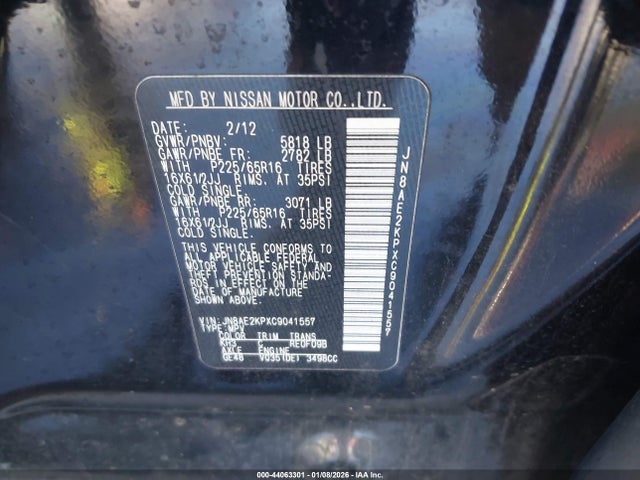 MFD BY NISSAN MOTOR CO.,LTD.
DATE: 2/12
GVWR/PNBV: 5818 LB
GAWR/PNBE FR: 2782 LB
WITH P225/65R16 TIRES
16X61/2JJ RIMS. AT 35PSI
COLD SINGLE.
GAWR/PNBE RR: 3071 LB
WITH P225/65R16 TIRES
16X61/2JJ RIMS. AT 35PSI
COLD SINGLE.
THIS VEHICLE CONFORMS TO
ALL APPLICABLE FEDERAL
MOTOR VEHICLE SAFETY AND
THEFT PREVENTION STANDA-
RDS IN EFFECT ON THE
DATE OF MANUFACTURE
SHOWN ABOVE.
VIN: JN8AE2KPXC9041557
TYPE: MPV
COLOR TRIM TRANS
KH3 C RE0F09B
AXLE ENGINE
GE48 VQ35(DE) 3498CC
JN8AE2KPXC9041557
000-44063301 - 01/08/2026 - IAA Inc.